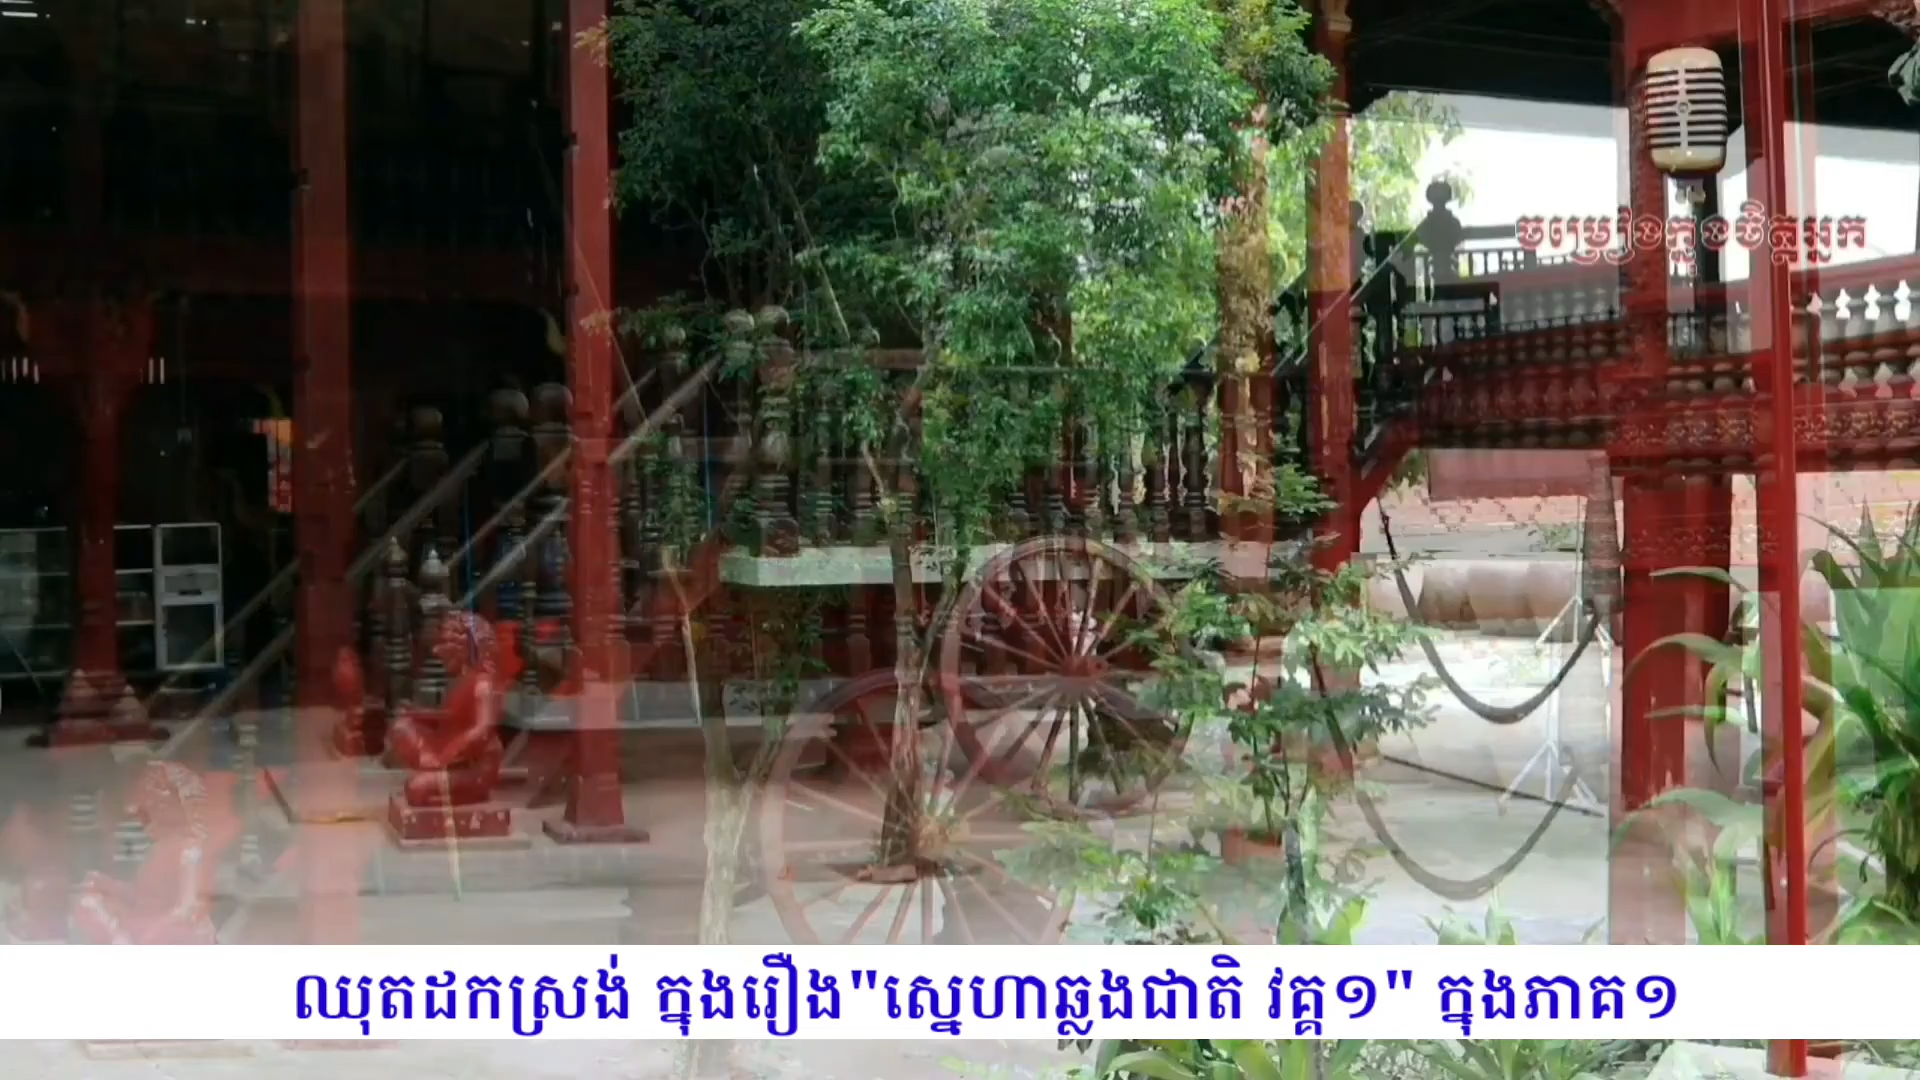 ចម្រៀងក្នុងចិត្តអ្នក
ឈុតដកស្រង់ ក្នុងរឿង"ស្នេហាឆ្លងជាតិ វគ្គ១" ក្នុងភាគ១